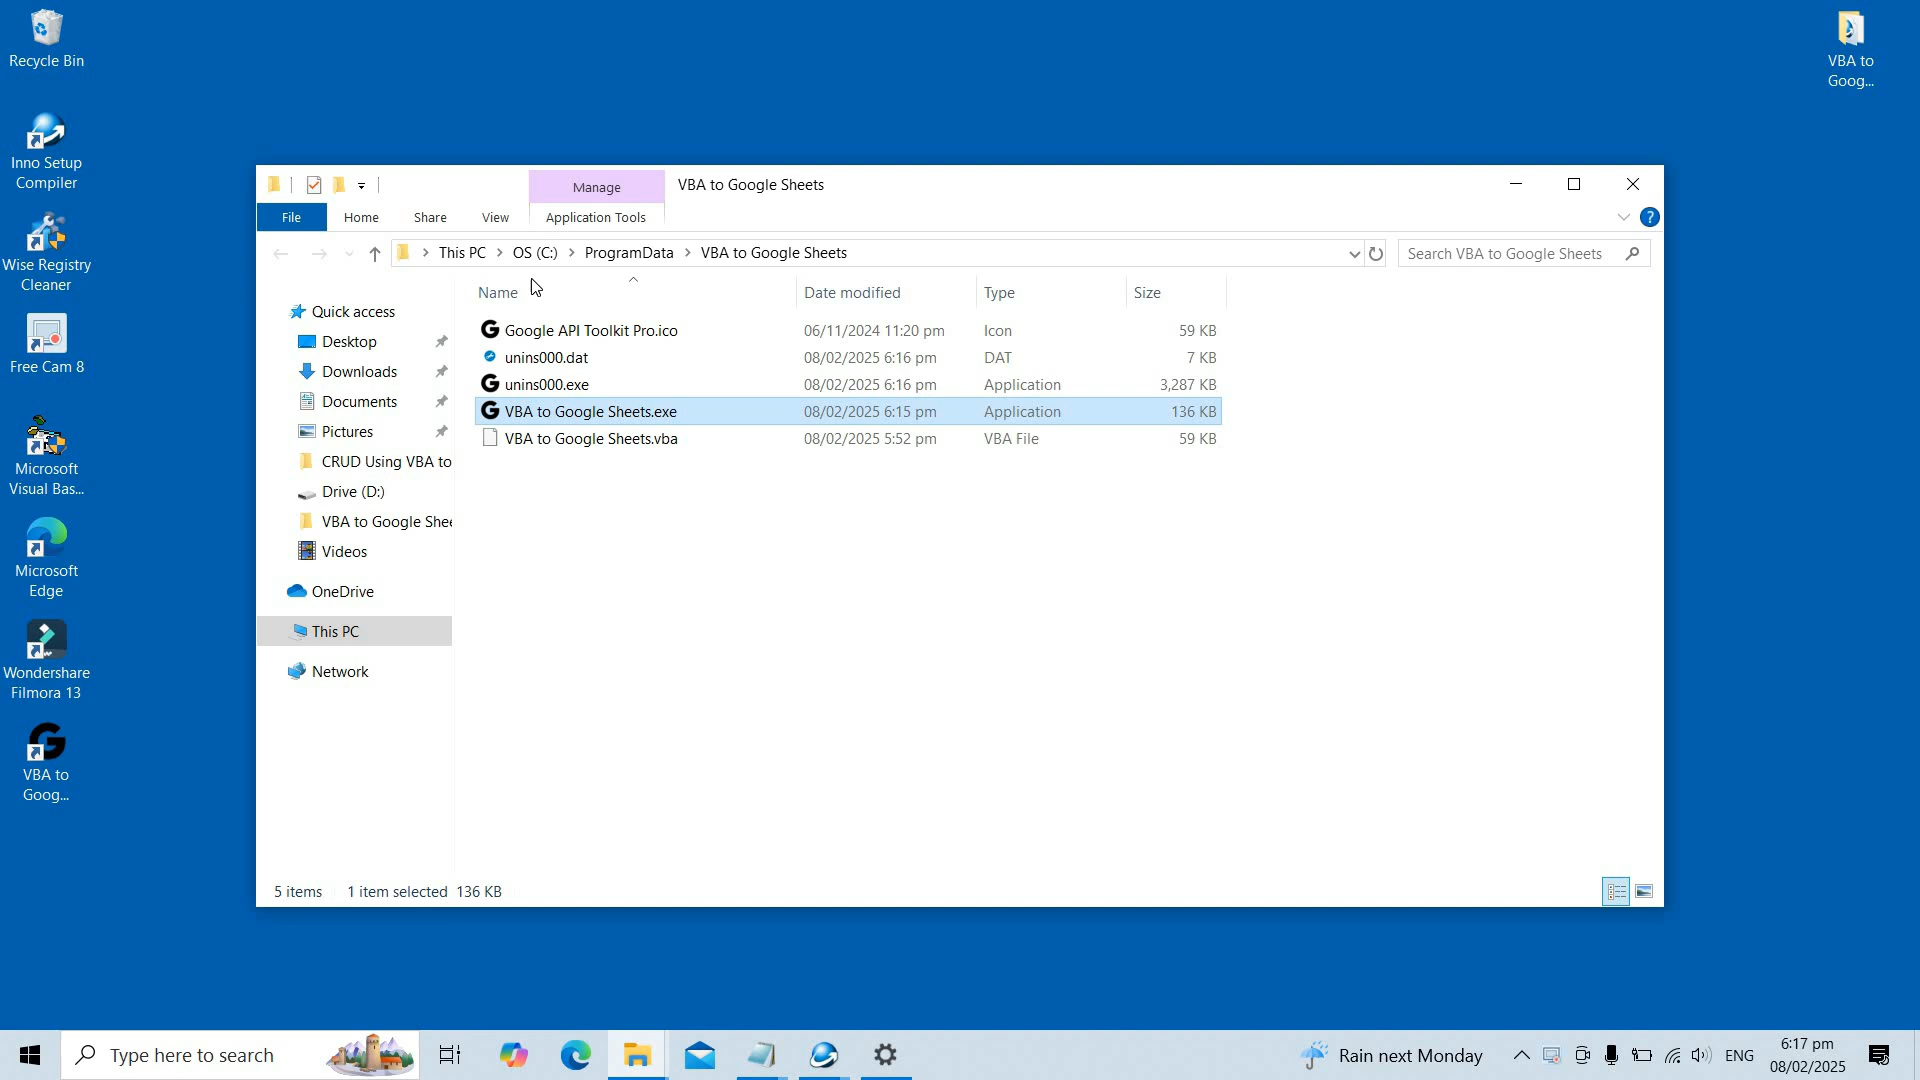 Recycle Bin
Inno Setup
Compiler
Wise Registry
Cleaner
Free Cam 8
Microsoft
Visual Bas...
Microsoft
Edge
Wondershare
Filmora 13
VBA to
Goog...
VBA to
Goog...
Manage
VBA to Google Sheets
File
Home
Share
View
Application Tools
?
This PC
OS (C:)
ProgramData
VBA to Google Sheets
Search VBA to Google Sheets
Quick access
Desktop
Downloads
Documents
Pictures
CRUD Using VBA to
Drive (D:)
VBA to Google Shee
Videos
OneDrive
This PC
Network
Name Date modified Type Size
Google API Toolkit Pro.ico 06/11/2024 11:20 pm Icon 59 KB
unins000.dat 08/02/2025 6:16 pm DAT 7 KB
unins000.exe 08/02/2025 6:16 pm Application 3,287 KB
VBA to Google Sheets.exe 08/02/2025 6:15 pm Application 136 KB
VBA to Google Sheets.vba 08/02/2025 5:52 pm VBA File 59 KB
5 items 1 item selected 136 KB
Type here to search
Rain next Monday
ENG
6:17 pm
08/02/2025